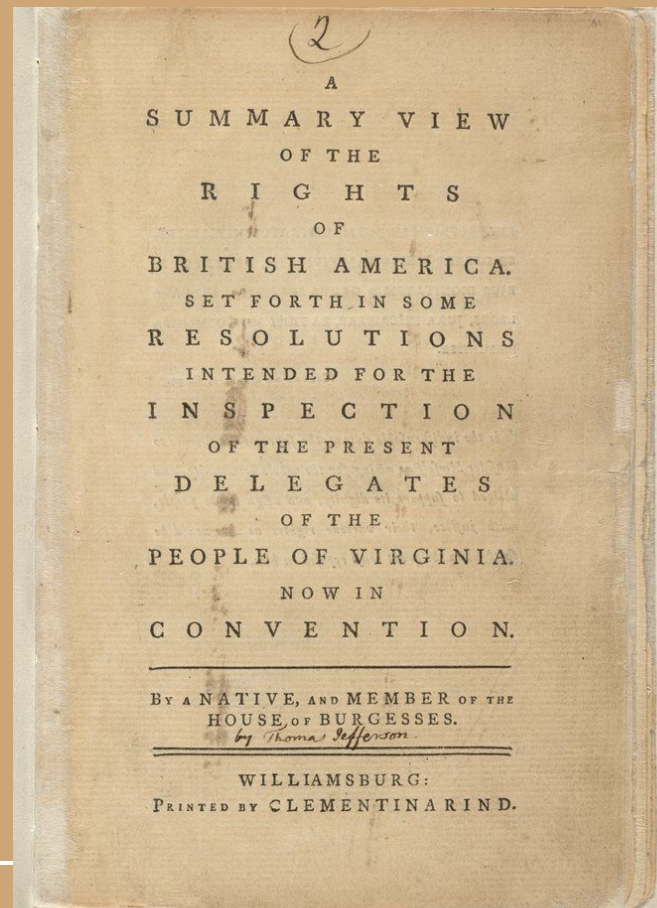 2
A
SUMMARY VIEW
OF THE
RIGHTS
OF
BRITISH AMERICA.
SET FORTH IN SOME
RESOLUTIONS
INTENDED FOR THE
INSPECTION
OF THE PRESENT
DELEGATES
OF THE
PEOPLE OF VIRGINIA.
NOW IN
CONVENTION.
BY A NATIVE, AND MEMBER OF THE
HOUSE OF BURGESSES.
by Thomas Jefferson.
WILLIAMSBURG:
PRINTED BY CLEMENTINA RIND.